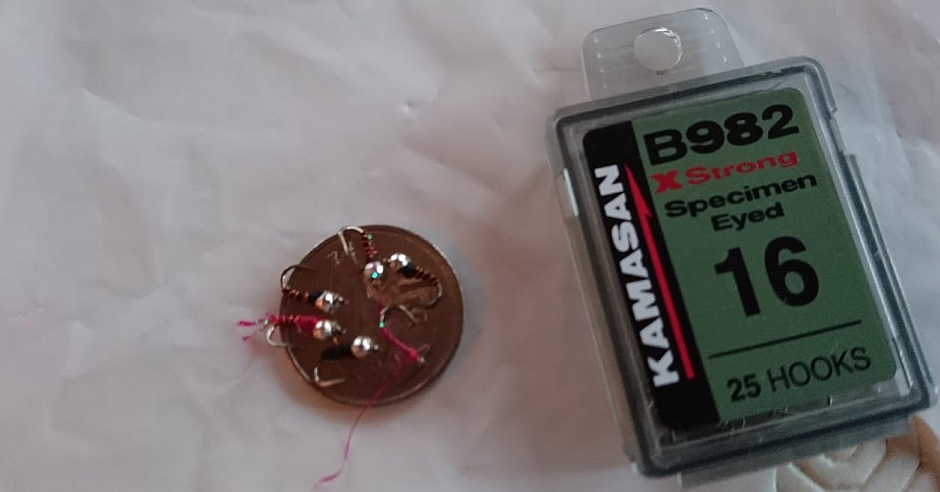 KAMASAN
B982
X Strong
Specimen
Eyed
16
25 HOOKS